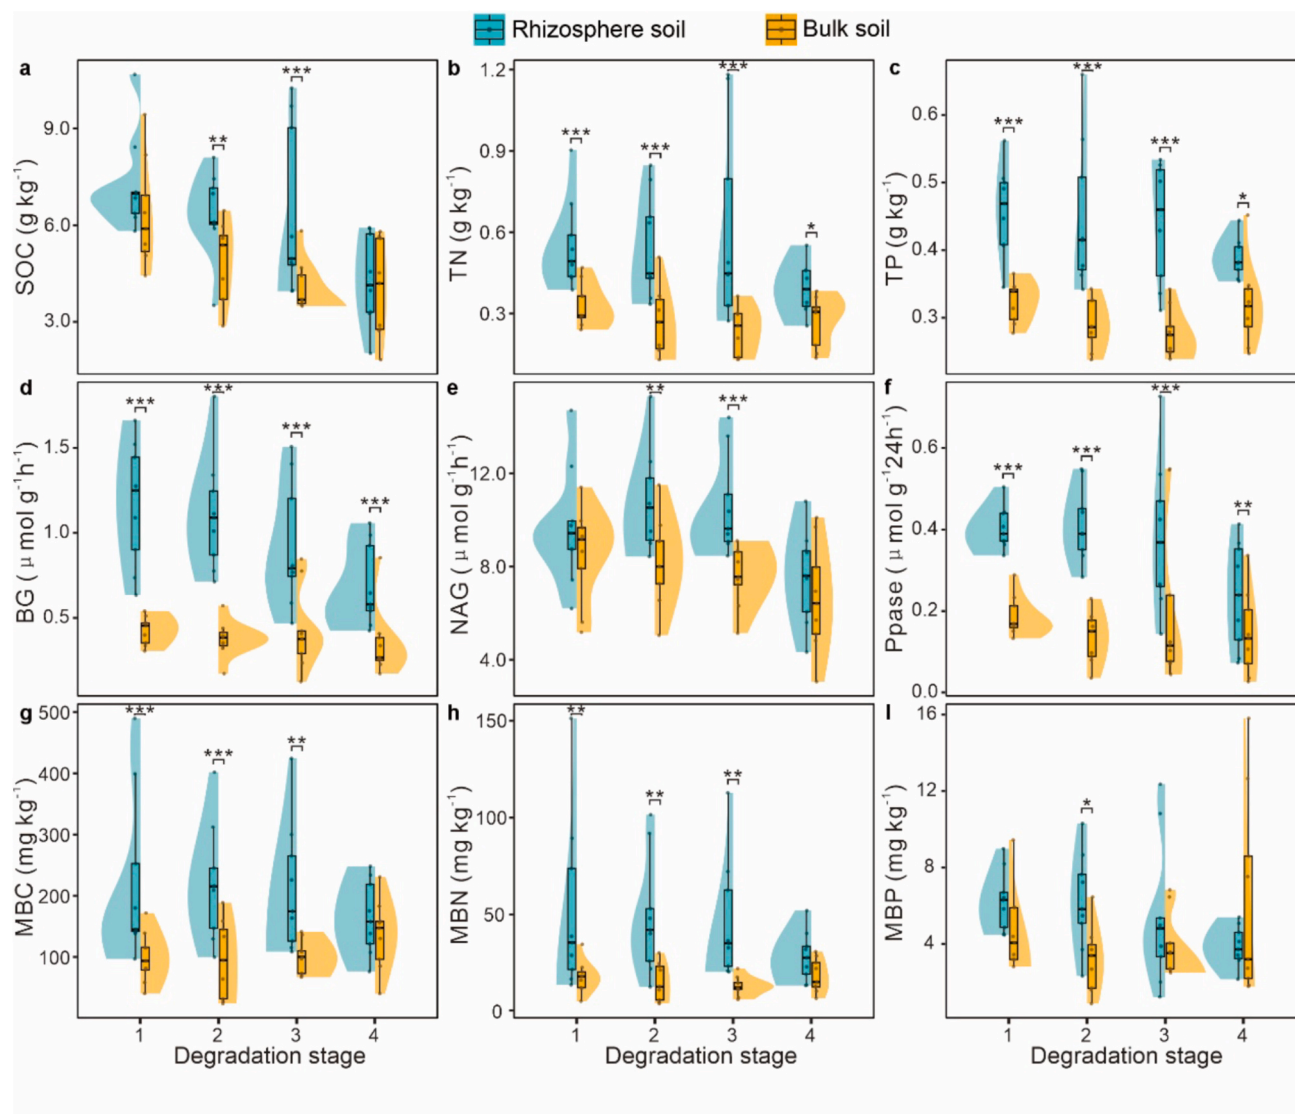 Rhizosphere soil Bulk soil
a
***
**
9.0
6.0
3.0
SOC (g kg⁻¹)
b
***
***
***
*
1.2
0.9
0.6
0.3
TN (g kg⁻¹)
c
***
***
***
*
0.6
0.5
0.4
0.3
TP (g kg⁻¹)
d
***
***
***
***
1.5
1.0
0.5
BG (μmol g⁻¹h⁻¹)
e
**
***
12.0
8.0
4.0
NAG (μmol g⁻¹h⁻¹)
f
***
***
***
**
0.6
0.4
0.2
0.0
Ppase (μmol g⁻¹24h⁻¹)
g
***
***
**
500
400
300
200
100
MBC (mg kg⁻¹)
1 2 3 4
Degradation stage
h
**
**
**
150
100
50
0
MBN (mg kg⁻¹)
1 2 3 4
Degradation stage
I
*
16
12
8
4
MBP (mg kg⁻¹)
1 2 3 4
Degradation stage